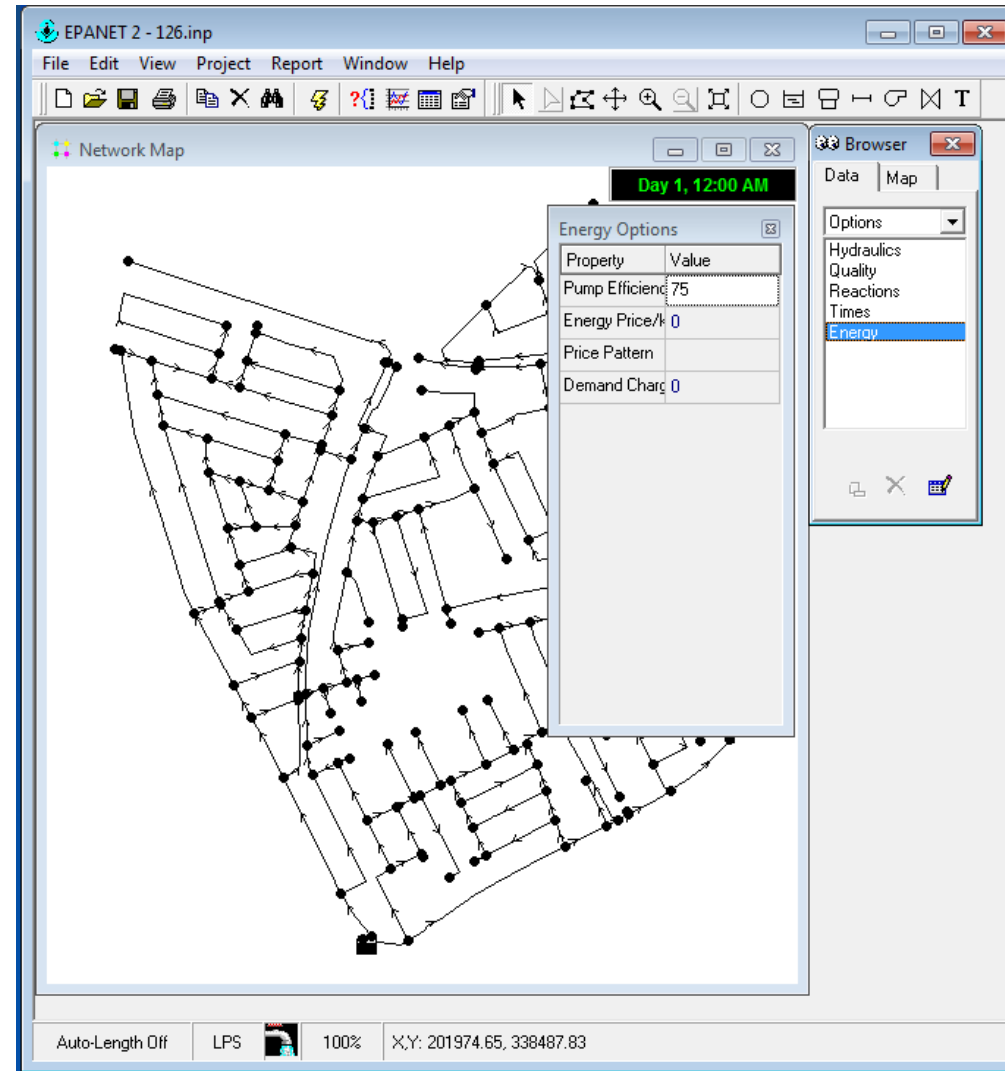 EPANET 2 - 126.inp
File Edit View Project Report Window Help
T
Network Map
Day 1, 12:00 AM
Energy Options
Property Value
Pump Efficienc 75
Energy Price/k 0
Price Pattern
Demand Charg 0
Browser
Data Map
Options
Hydraulics
Quality
Reactions
Times
Energy
Auto-Length Off LPS 100% X,Y: 201974.65, 338487.83